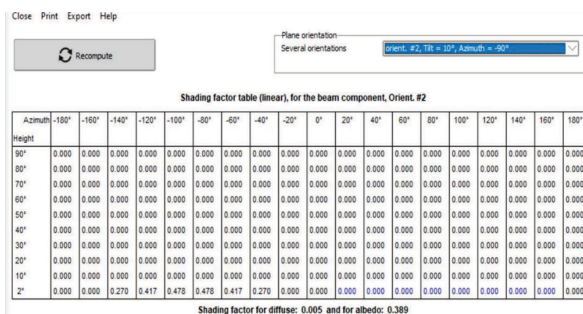 Close Print Export Help
Plane orientation
Recompute
Several orientations orient. #2, Tilt = 10°, Azimuth = -90°
Shading factor table (linear), for the beam component, Orient. #2
Azimuth -180° -160° -140° -120° -100° -80° -60° -40° -20° 0° 20° 40° 60° 80° 100° 120° 140° 160° 180°
Height
90° 0.000 0.000 0.000 0.000 0.000 0.000 0.000 0.000 0.000 0.000 0.000 0.000 0.000 0.000 0.000 0.000 0.000 0.000 0.000
80° 0.000 0.000 0.000 0.000 0.000 0.000 0.000 0.000 0.000 0.000 0.000 0.000 0.000 0.000 0.000 0.000 0.000 0.000 0.000
70° 0.000 0.000 0.000 0.000 0.000 0.000 0.000 0.000 0.000 0.000 0.000 0.000 0.000 0.000 0.000 0.000 0.000 0.000 0.000
60° 0.000 0.000 0.000 0.000 0.000 0.000 0.000 0.000 0.000 0.000 0.000 0.000 0.000 0.000 0.000 0.000 0.000 0.000 0.000
50° 0.000 0.000 0.000 0.000 0.000 0.000 0.000 0.000 0.000 0.000 0.000 0.000 0.000 0.000 0.000 0.000 0.000 0.000 0.000
40° 0.000 0.000 0.000 0.000 0.000 0.000 0.000 0.000 0.000 0.000 0.000 0.000 0.000 0.000 0.000 0.000 0.000 0.000 0.000
30° 0.000 0.000 0.000 0.000 0.000 0.000 0.000 0.000 0.000 0.000 0.000 0.000 0.000 0.000 0.000 0.000 0.000 0.000 0.000
20° 0.000 0.000 0.000 0.000 0.000 0.000 0.000 0.000 0.000 0.000 0.000 0.000 0.000 0.000 0.000 0.000 0.000 0.000 0.000
10° 0.000 0.000 0.000 0.000 0.000 0.000 0.000 0.000 0.000 0.000 0.000 0.000 0.000 0.000 0.000 0.000 0.000 0.000 0.000
2° 0.000 0.000 0.270 0.417 0.478 0.478 0.417 0.270 0.000 0.000 0.000 0.000 0.000 0.000 0.000 0.000 0.000 0.000 0.000
Shading factor for diffuse: 0.005 and for albedo: 0.389